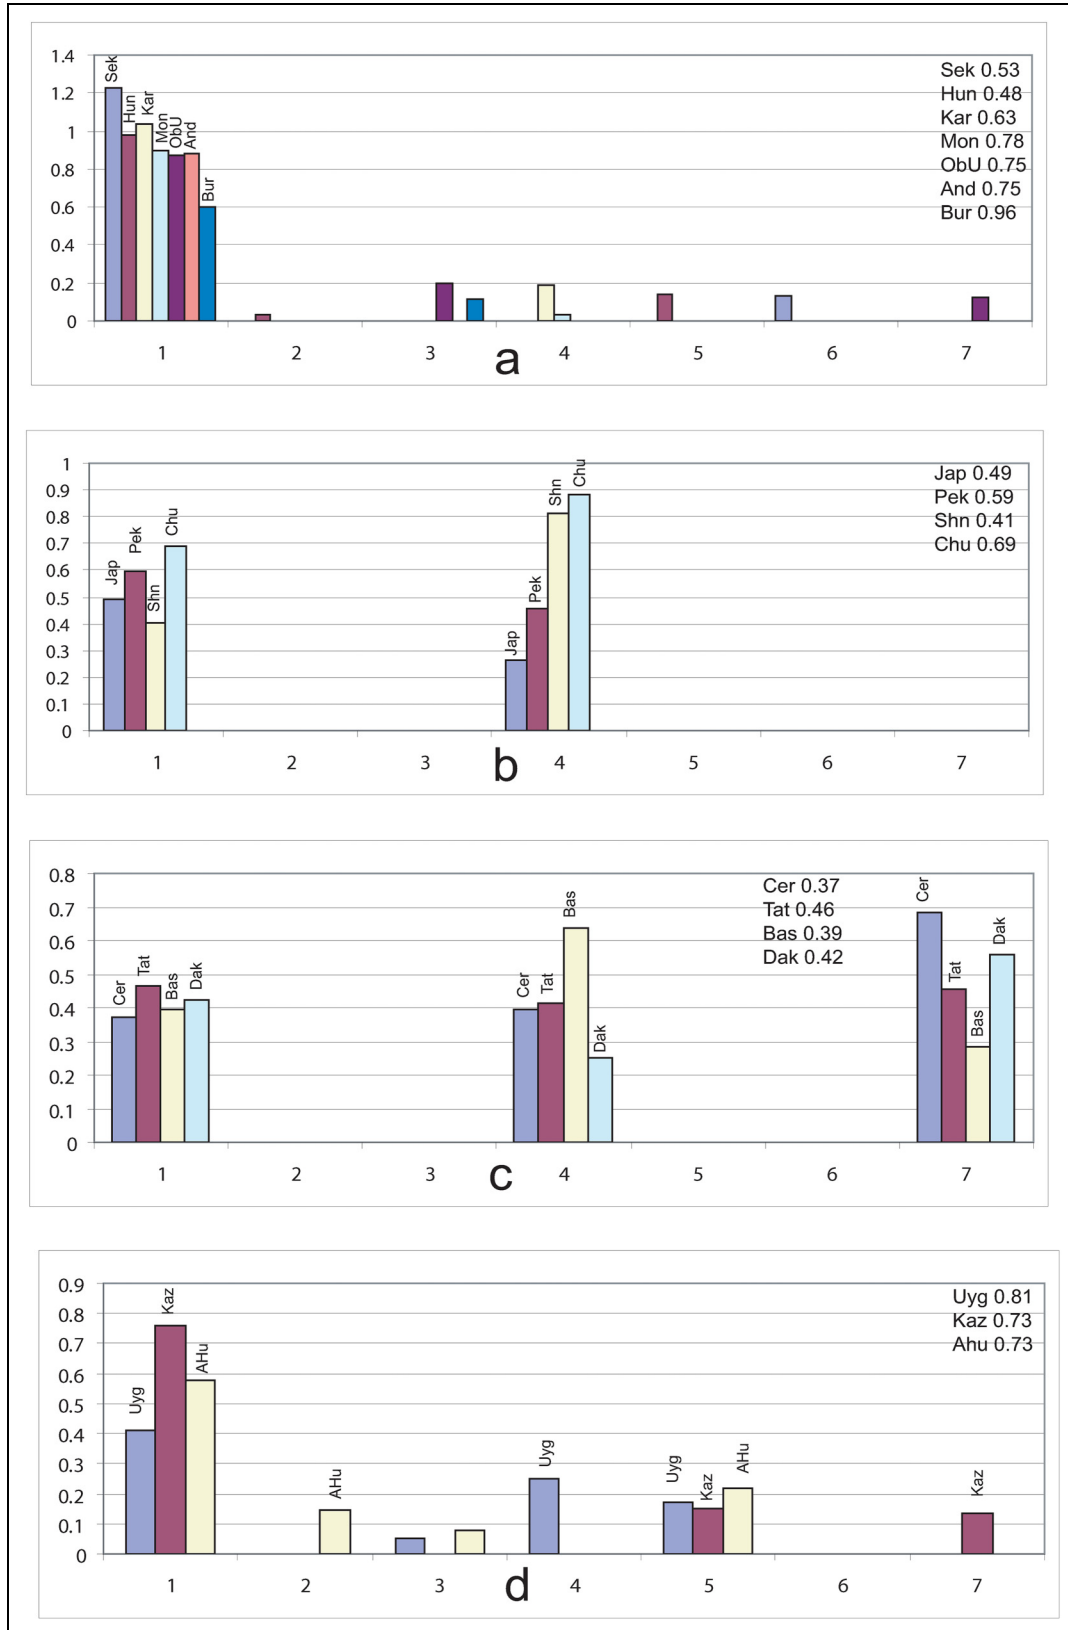 1.4
1.2
1
0.8
0.6
0.4
0.2
0
Sek
Hun
Kar
Mon
ObU
And
Bur
Sek 0.53
Hun 0.48
Kar 0.63
Mon 0.78
ObU 0.75
And 0.75
Bur 0.96
1 2 3 4 5 6 7
a
1
0.9
0.8
0.7
0.6
0.5
0.4
0.3
0.2
0.1
0
Jap
Pek
Shn
Chu
Jap
Pek
Shn
Chu
Jap 0.49
Pek 0.59
Shn 0.41
Chu 0.69
1 2 3 4 5 6 7
b
0.8
0.7
0.6
0.5
0.4
0.3
0.2
0.1
0
Cer
Tat
Bas
Dak
Cer
Tat
Bas
Dak
Cer
Tat
Bas
Dak
Cer 0.37
Tat 0.46
Bas 0.39
Dak 0.42
1 2 3 4 5 6 7
c
0.9
0.8
0.7
0.6
0.5
0.4
0.3
0.2
0.1
0
Uyg
Kaz
AHu
AHu
Uyg
Uyg
Kaz
AHu
Kaz
Uyg 0.81
Kaz 0.73
Ahu 0.73
1 2 3 4 5 6 7
d